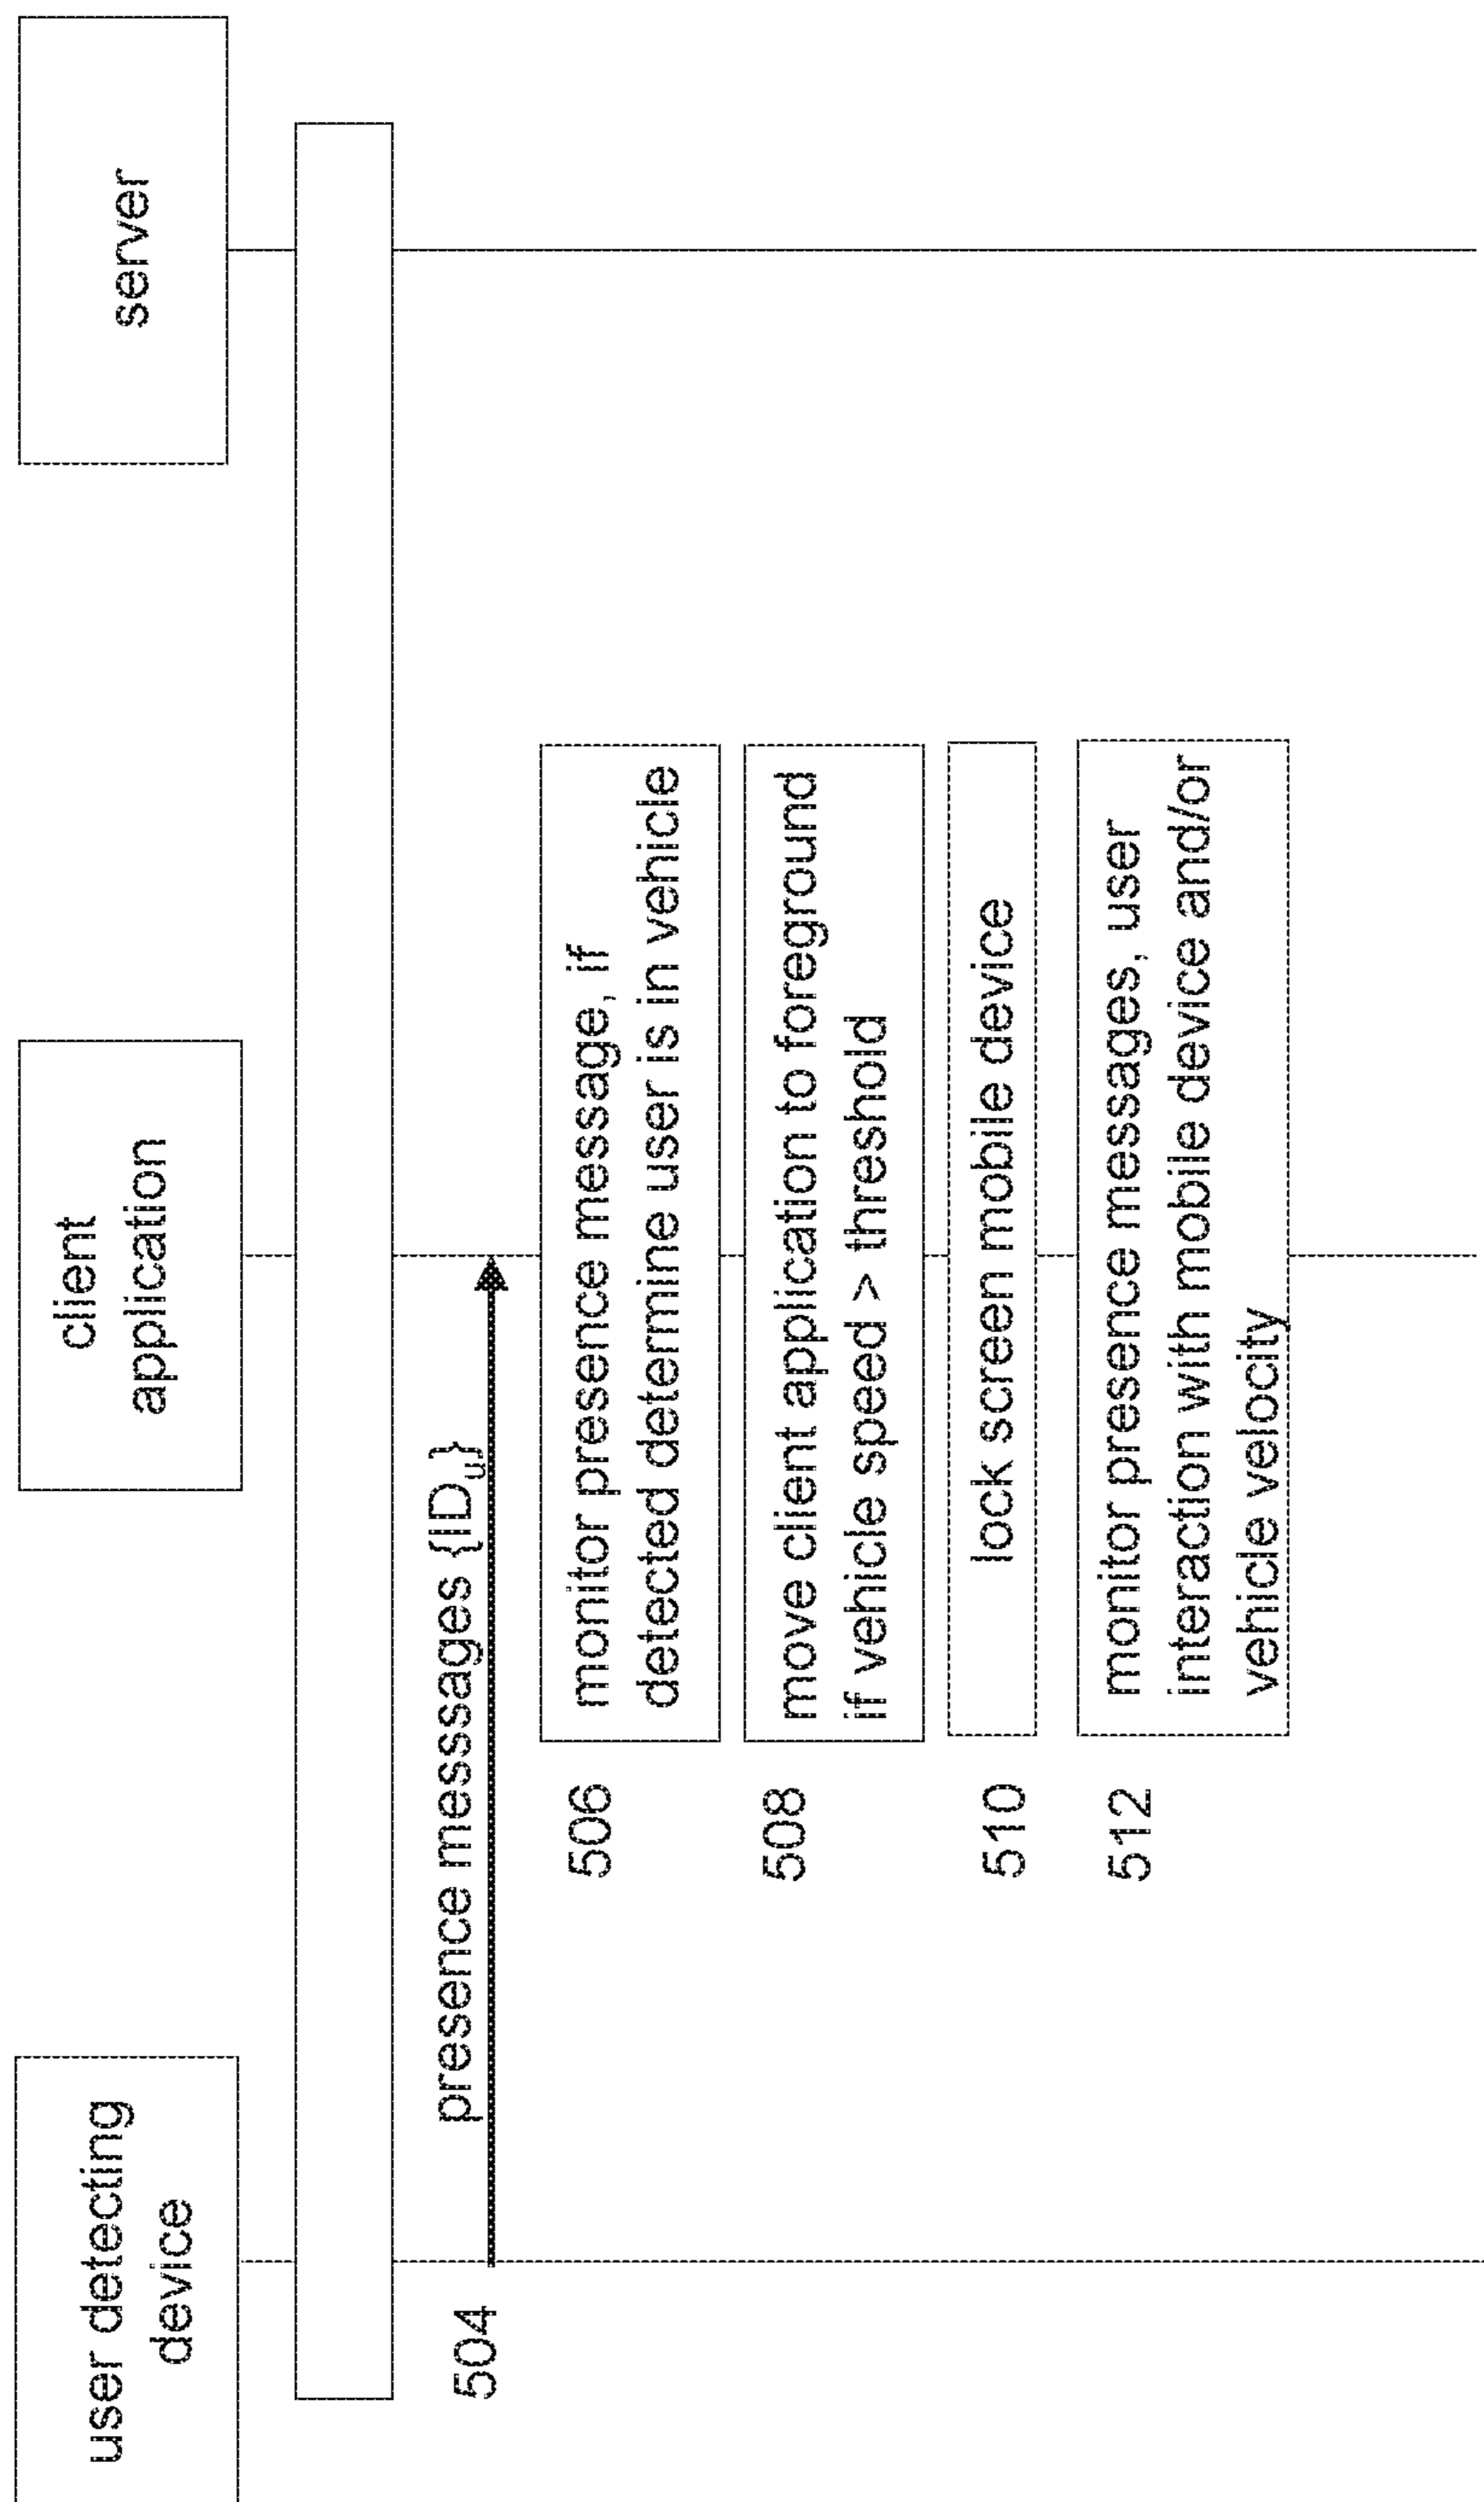 user detecting
device
client
application
server
504
presence messages {IDu}
506
monitor presence message, if
detected determine user is in vehicle
508
move client application to foreground
if vehicle speed > threshold
510
lock screen mobile device
512
monitor presence messages, user
interaction with mobile device and/or
vehicle velocity